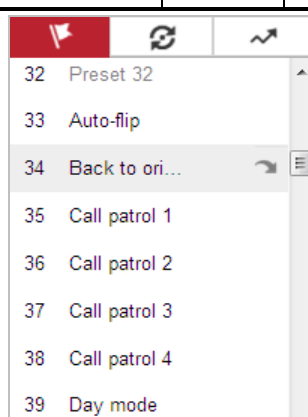 32 Preset 32
33 Auto-flip
34 Back to ori...
35 Call patrol 1
36 Call patrol 2
37 Call patrol 3
38 Call patrol 4
39 Day mode